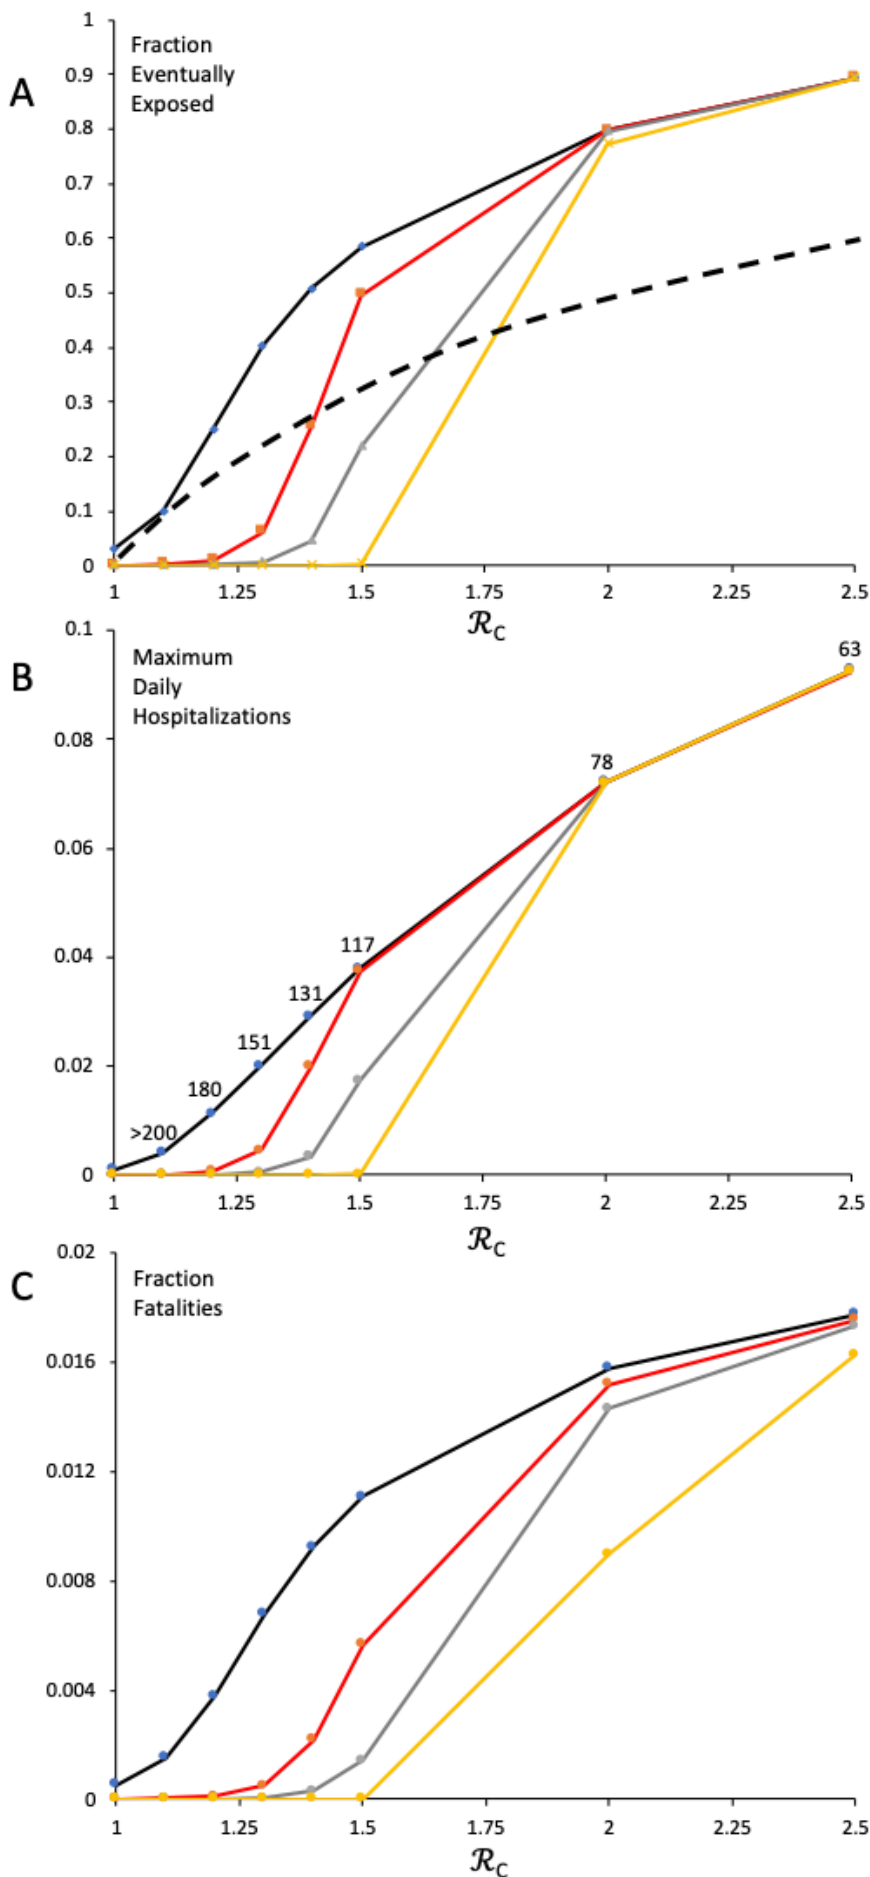 A
Fraction
Eventually
Exposed
1
0.9
0.8
0.7
0.6
0.5
0.4
0.3
0.2
0.1
0
1 1.25 1.5 1.75 2 2.25 2.5
ℛC
B
Maximum
Daily
Hospitalizations
0.1
0.08
0.06
0.04
0.02
0
>200 180 151 131 117 78 63
1 1.25 1.5 1.75 2 2.25 2.5
ℛC
C
Fraction
Fatalities
0.02
0.016
0.012
0.008
0.004
0
1 1.25 1.5 1.75 2 2.25 2.5
ℛC